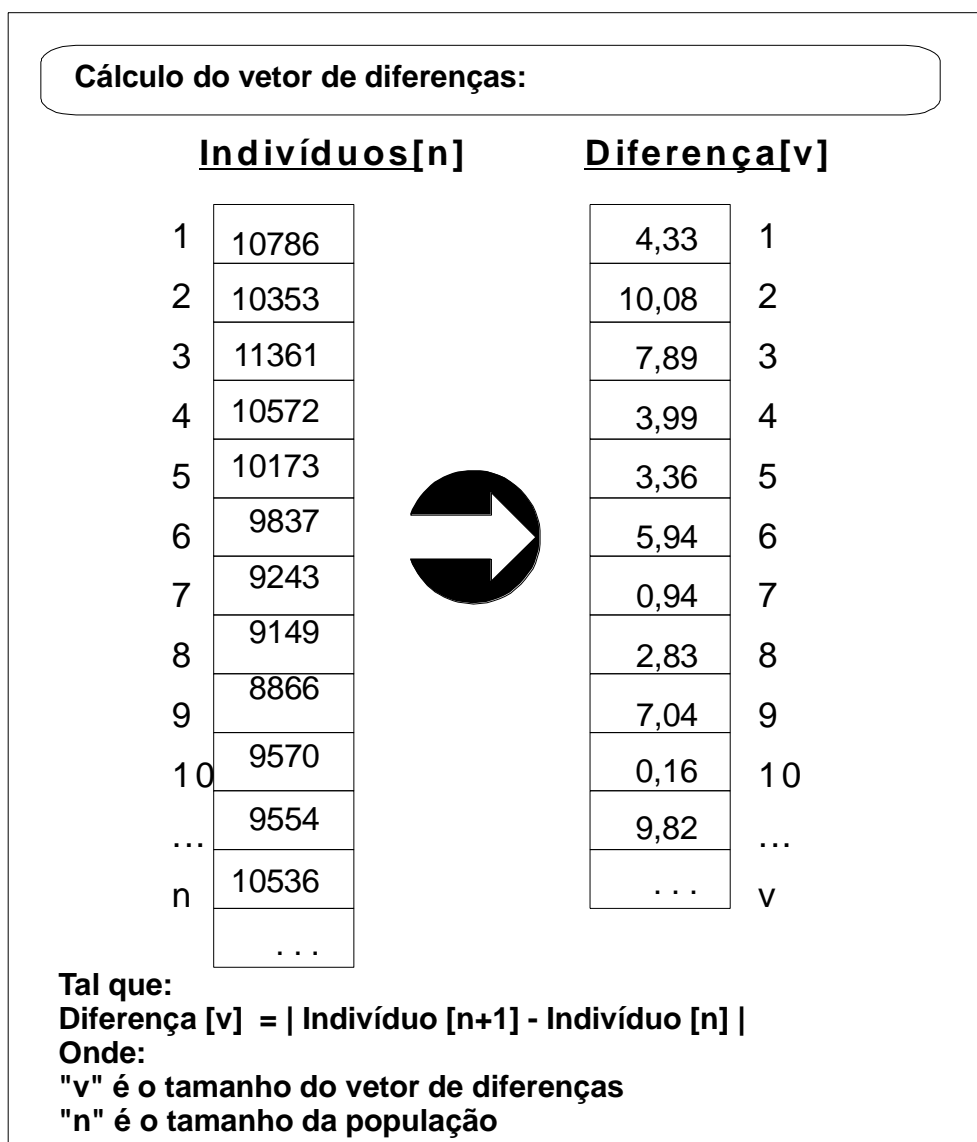 Cálculo do vetor de diferenças:
Indivíduos[n] Diferença[v]
1 10786 4,33 1
2 10353 10,08 2
3 11361 7,89 3
4 10572 3,99 4
5 10173 3,36 5
6 9837 5,94 6
7 9243 0,94 7
8 9149 2,83 8
9 8866 7,04 9
10 9570 0,16 10
... 9554 9,82 ...
n 10536 ... v
...
Tal que:
Diferença [v] = | Indivíduo [n+1] - Indivíduo [n] |
Onde:
"v" é o tamanho do vetor de diferenças
"n" é o tamanho da população